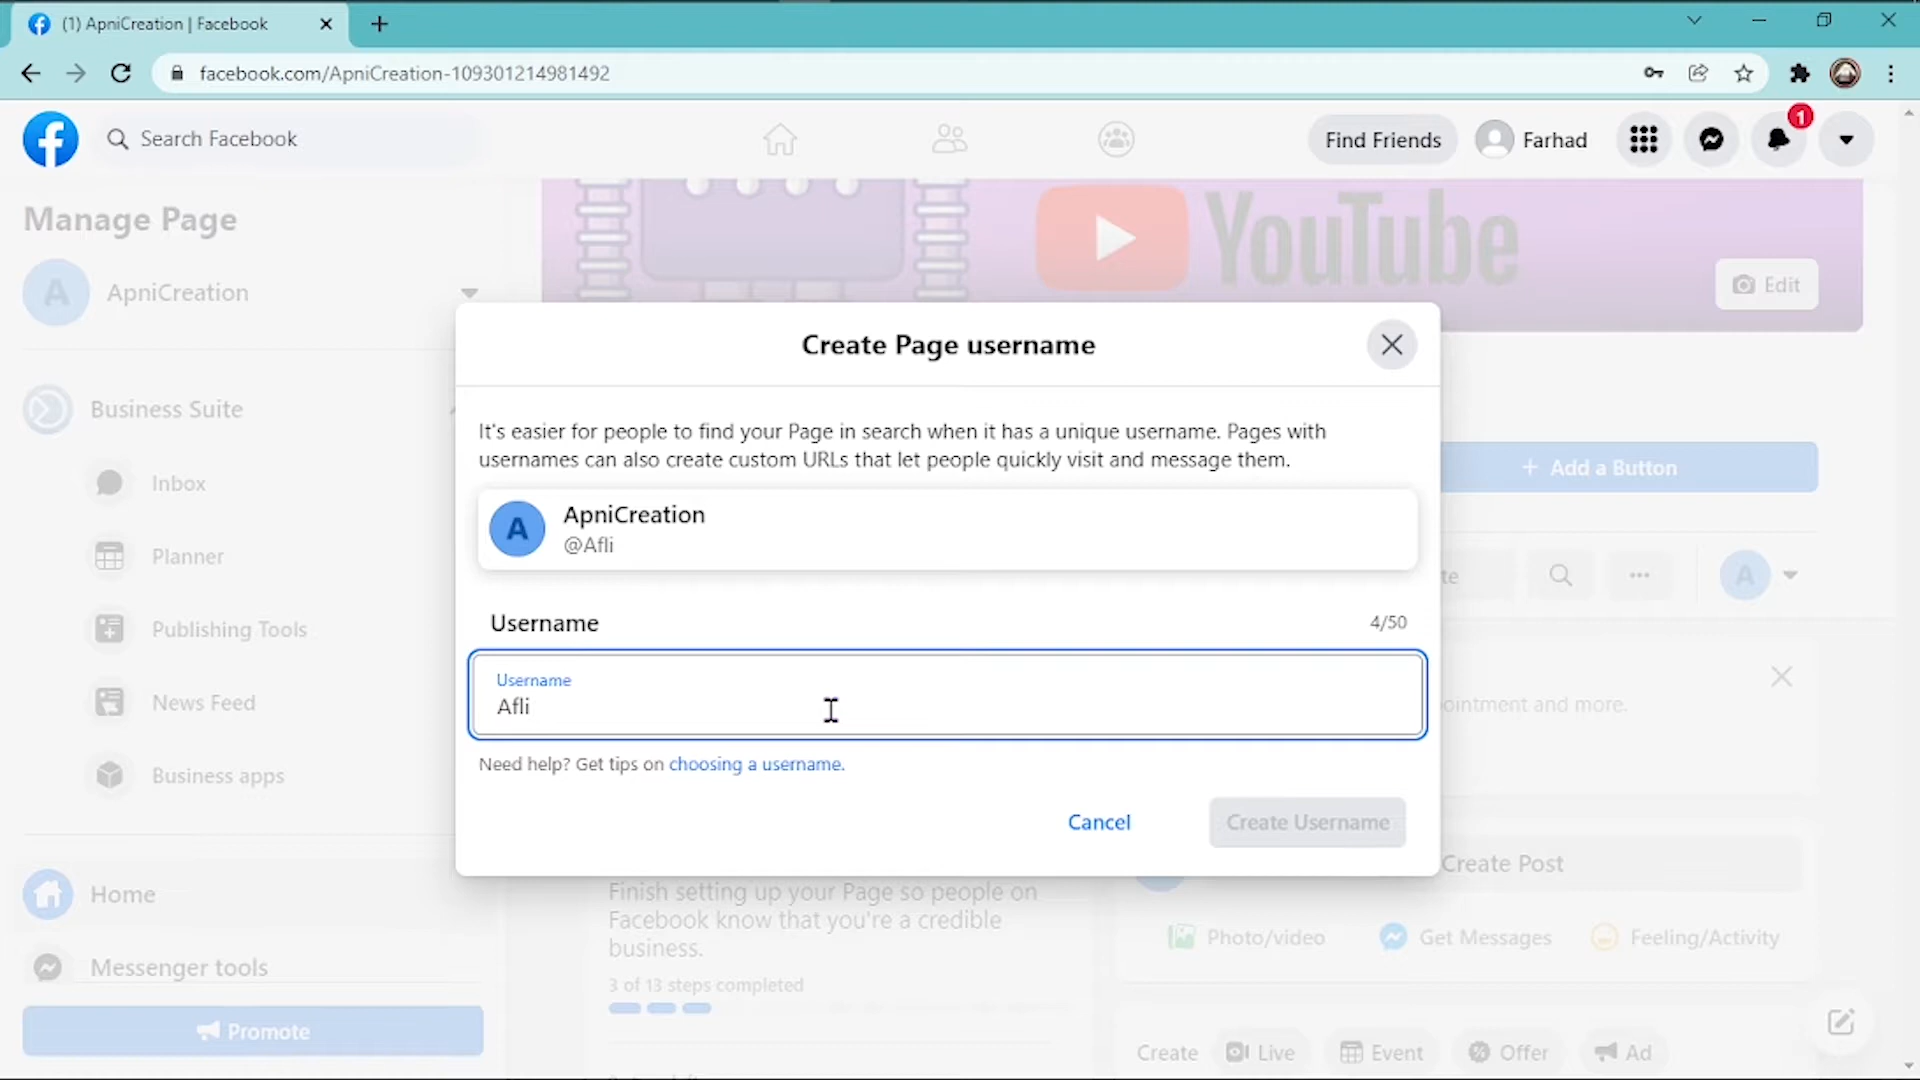 (1) ApniCreation | Facebook
facebook.com/ApniCreation-109301214981492
Search Facebook
Find Friends
Farhad
1
Manage Page
YouTube
Edit
A
ApniCreation
Create Page username
Business Suite
It's easier for people to find your Page in search when it has a unique username. Pages with
usernames can also create custom URLs that let people quickly visit and message them.
+ Add a Button
Inbox
A
ApniCreation
@Afli
Planner
A
Username
4/50
Publishing Tools
Username
Afli
News Feed
ointment and more.
Need help? Get tips on choosing a username.
Business apps
Cancel
Create Username
Create Post
Home
Finish setting up your Page so people on
Facebook know that you're a credible
business.
Photo/video
Get Messages
Feeling/Activity
Messenger tools
3 of 13 steps completed
Promote
Create
Live
Event
Offer
Ad